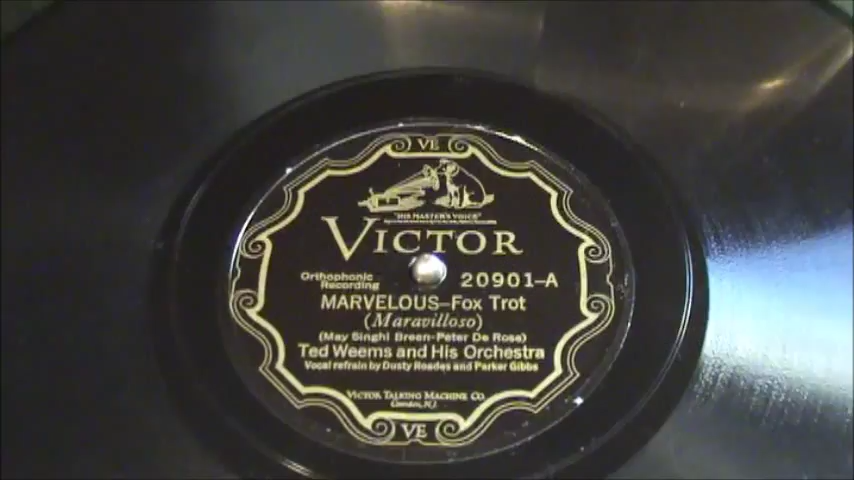 VE
"HIS MASTER'S VOICE"
VICTOR
Orthophonic Recording
20901-A
MARVELOUS-Fox Trot
(Maravilloso)
(May Singhi Breen-Peter De Rose)
Ted Weems and His Orchestra
Vocal refrain by Dusty Roades and Parker Gibbs
VICTOR TALKING MACHINE CO.
Camden, N.J.
VE